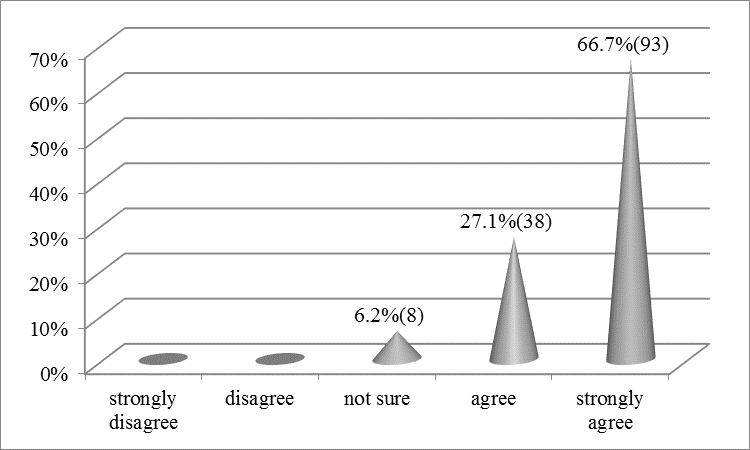 66.7%(93)
70%
60%
50%
40%
30%
20%
10%
0%
27.1%(38)
6.2%(8)
strongly
disagree
disagree
not sure
agree
strongly
agree